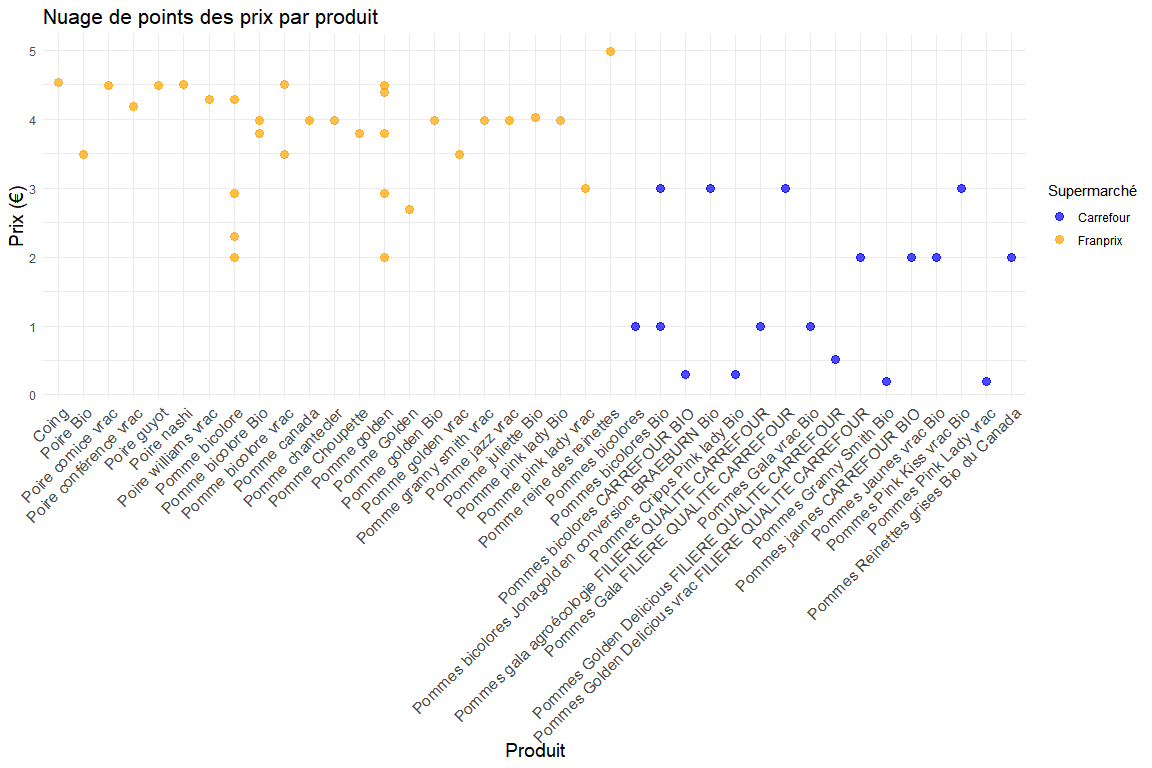 Nuage de points des prix par produit
Prix (€)
5
4
3
2
1
0
Coing
Poire Bio
Poire comice vrac
Poire conférence vrac
Poire guyot
Poire nashi
Poire williams vrac
Pomme bicolore
Pomme bicolore Bio
Pomme bicolore vrac
Pomme canada
Pomme chantecler
Pomme Choupette
Pomme golden
Pomme Golden
Pomme golden Bio
Pomme golden vrac
Pomme granny smith vrac
Pomme jazz vrac
Pomme juliette Bio
Pomme pink lady Bio
Pomme pink lady vrac
Pomme reine des reinettes
Pommes bicolores
Pommes bicolores Bio
Pommes bicolores CARREFOUR BIO
Pommes bicolores Jonagold en conversion BRAEBURN Bio
Pommes Cripps Pink lady Bio
Pommes gala agroécologie FILIERE QUALITE CARREFOUR
Pommes Gala FILIERE QUALITE CARREFOUR
Pommes Gala vrac Bio
Pommes Golden Delicious FILIERE QUALITE CARREFOUR
Pommes Golden Delicious vrac FILIERE QUALITE CARREFOUR
Pommes Granny Smith Bio
Pommes jaunes CARREFOUR BIO
Pommes Jaunes vrac Bio
Pommes Pink Kiss vrac Bio
Pommes Pink Lady vrac
Pommes Reinettes grises Bio du Canada
Produit
Supermarché
Carrefour
Franprix